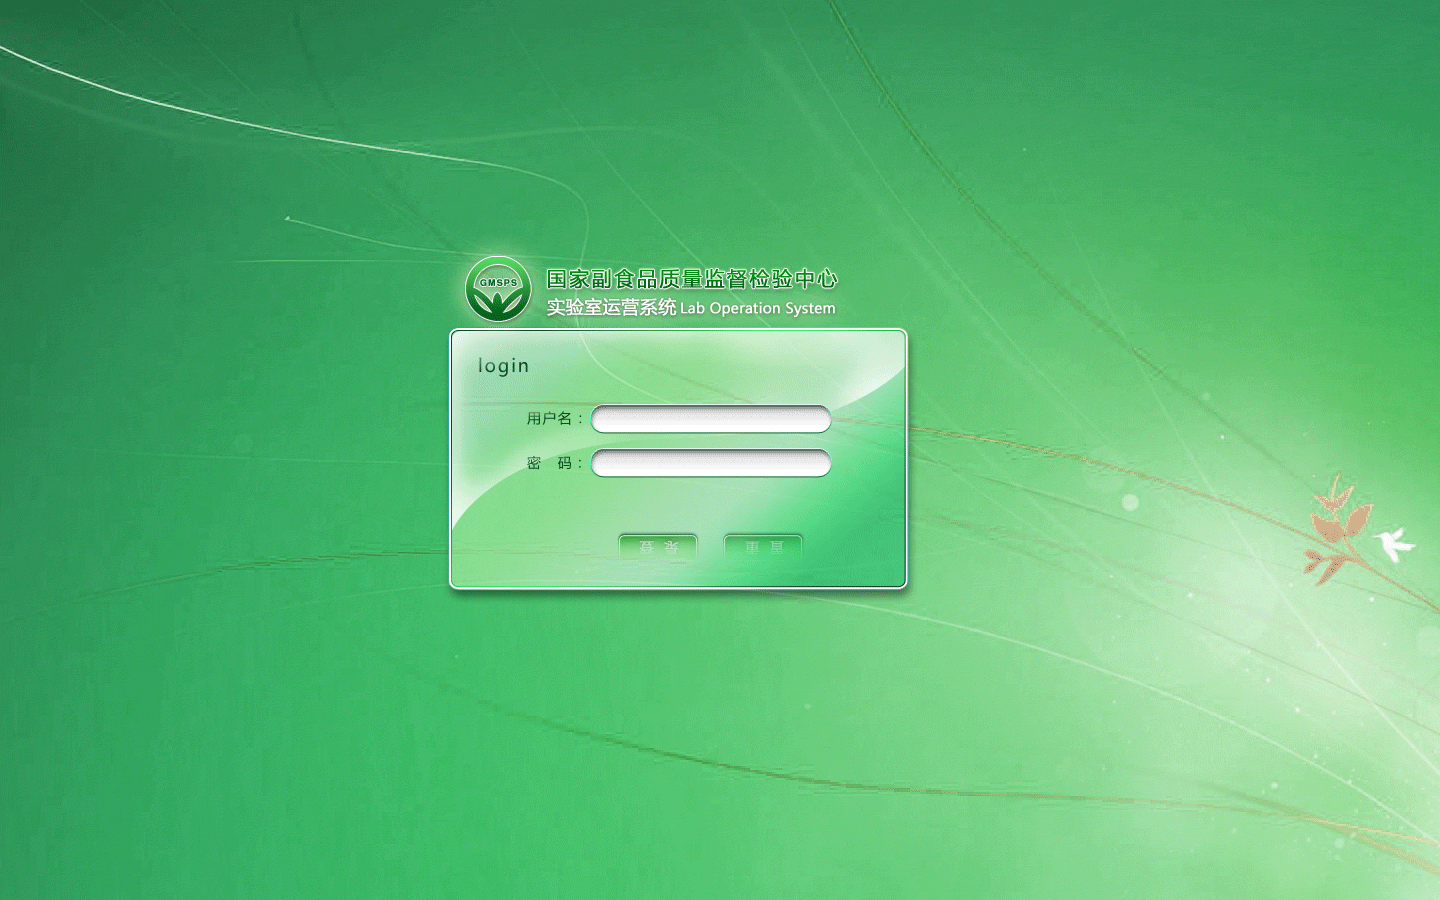 GMSPS
国家副食品质量监督检验中心
实验室运营系统 Lab Operation System
login
用户名：
密 码：
登 录 重 置